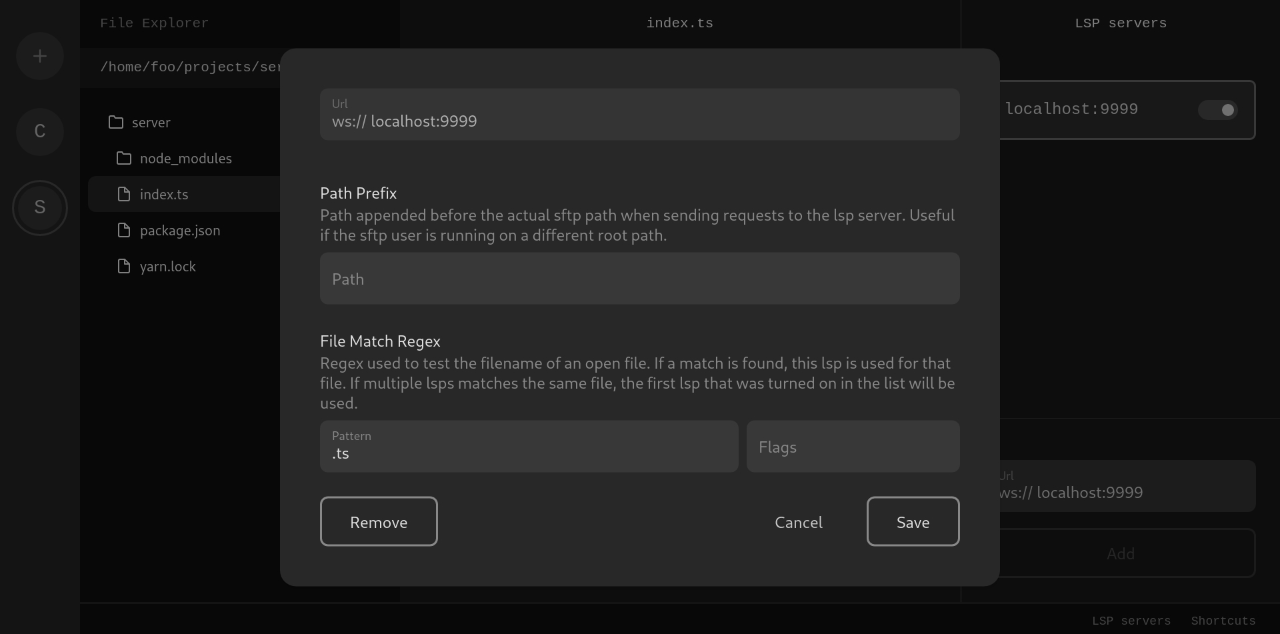 File Explorer
index.ts
LSP servers
+
/home/foo/projects/ser
C
S
server
node_modules
index.ts
package.json
yarn.lock
Url
ws:// localhost:9999
Path Prefix
Path appended before the actual sftp path when sending requests to the lsp server. Useful
if the sftp user is running on a different root path.
Path
File Match Regex
Regex used to test the filename of an open file. If a match is found, this lsp is used for that
file. If multiple lsps matches the same file, the first lsp that was turned on in the list will be
used.
Pattern
.ts
Flags
Remove
Cancel
Save
localhost:9999
Url
ws:// localhost:9999
Add
LSP servers
Shortcuts